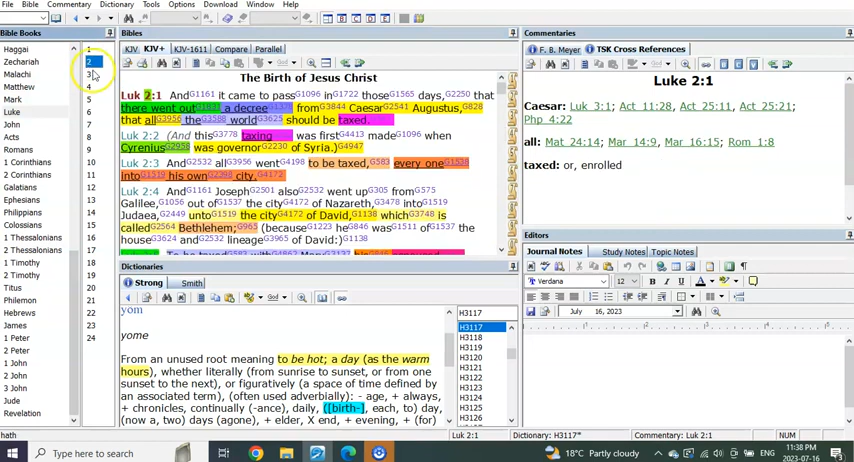 File Bible Commentary Dictionary Tools Options Download Window Help
Bible Books
Haggai
Zechariah
Malachi
Matthew
Mark
Luke
John
Acts
Romans
1 Corinthians
2 Corinthians
Galatians
Ephesians
Philippians
Colossians
1 Thessalonians
2 Thessalonians
1 Timothy
2 Timothy
Titus
Philemon
Hebrews
James
1 Peter
2 Peter
1 John
2 John
3 John
Jude
Revelation
1
2
3
4
5
6
7
8
9
10
11
12
13
14
15
16
17
18
19
20
21
22
23
24
Bibles
KJV KJV+ KJV-1611 Compare Parallel
The Birth of Jesus Christ
Luk 2:1 And G1161 it came to pass G1096 in G1722 those G1565 days, G2250 that
there went out G1831 a decree G1378 from G3844 Caesar G2541 Augustus, G828
that all G3956 the G3588 world G3625 should be taxed.
Luk 2:2 (And this G3778 taxing was first G413 made G1096 when
Cyrenius G2958 was governor G2230 of Syria.) G4947
Luk 2:3 And G2532 all G3956 went G4198 to be taxed, G583 every one G1538
into G1519 his own G2398 city. G4172
Luk 2:4 And G1161 Joseph G2501 also G2532 went up G305 from G575
Galilee, G1056 out of G1537 the city G4172 of Nazareth, G3478 into G1519
Judaea, G2449 unto G1519 the city G4172 of David, G1138 which G3748 is
called G2564 Bethlehem; G965 (because G1223 he G846 was G1511 of G1537 the
house G3624 and G2532 lineage G3965 of David:) G1138
Dictionaries
Strong Smith
yom
yome
From an unused root meaning to be hot; a day (as the warm
hours), whether literally (from sunrise to sunset, or from one
sunset to the next), or figuratively (a space of time defined by
an associated term), (often used adverbially): - age, + always,
+ chronicles, continually (-ance), daily, ([birth-], each, to) day,
(now a, two) days (agone), + elder, X end, + evening, + (for)
H3117
H3117
H3118
H3119
H3120
H3121
H3122
H3123
H3124
H3125
H3126
Commentaries
F. B. Meyer TSK Cross References
Luke 2:1
Caesar: Luk 3:1; Act 11:28, Act 25:11, Act 25:21;
Php 4:22
all: Mat 24:14; Mar 14:9, Mar 16:15; Rom 1:8
taxed: or, enrolled
Editors
Journal Notes Study Notes Topic Notes
Verdana 12 B I U A
July 16, 2023
hath Luk 2:1 Dictionary: H3117* Commentary: Luk 2:1 NUM
Type here to search
18°C Partly cloudy ENG 11:38 PM 2023-07-16